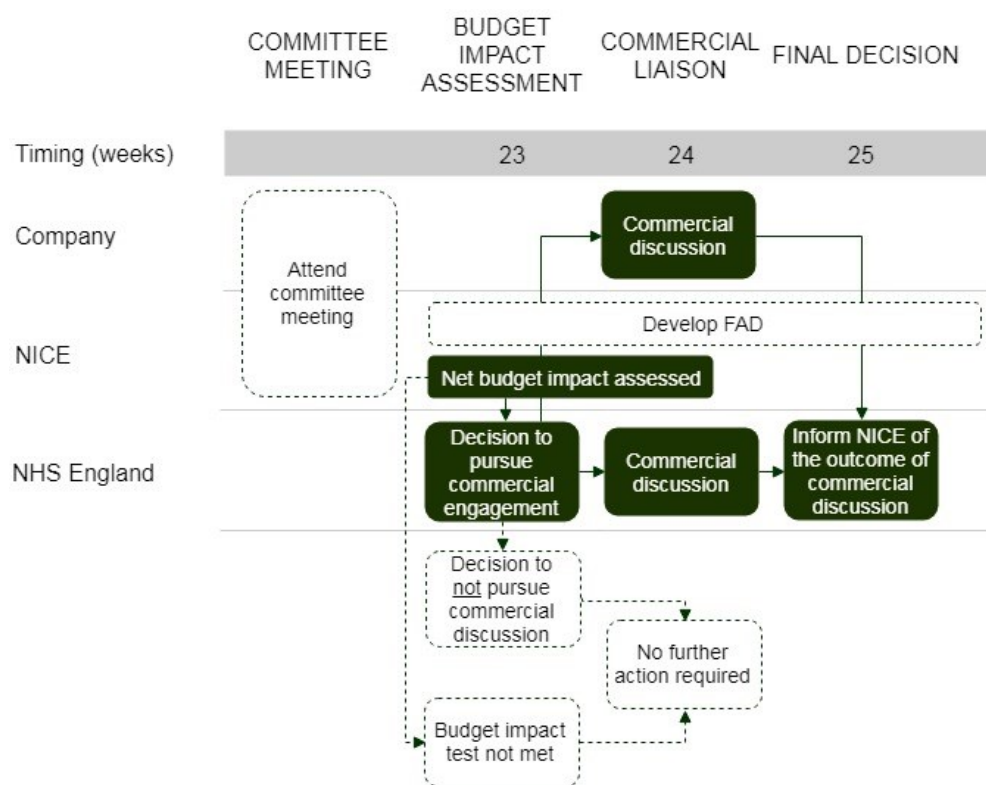 COMMITTEE
MEETING
BUDGET
IMPACT
ASSESSMENT
COMMERCIAL
LIAISON
FINAL DECISION
Timing (weeks)
23
24
25
Company
Attend
committee
meeting
Commercial
discussion
NICE
Develop FAD
Net budget impact assessed
NHS England
Decision to
pursue
commercial
engagement
Commercial
discussion
Inform NICE of
the outcome of
commercial
discussion
Decision to
not pursue
commercial
discussion
No further
action required
Budget impact
test not met